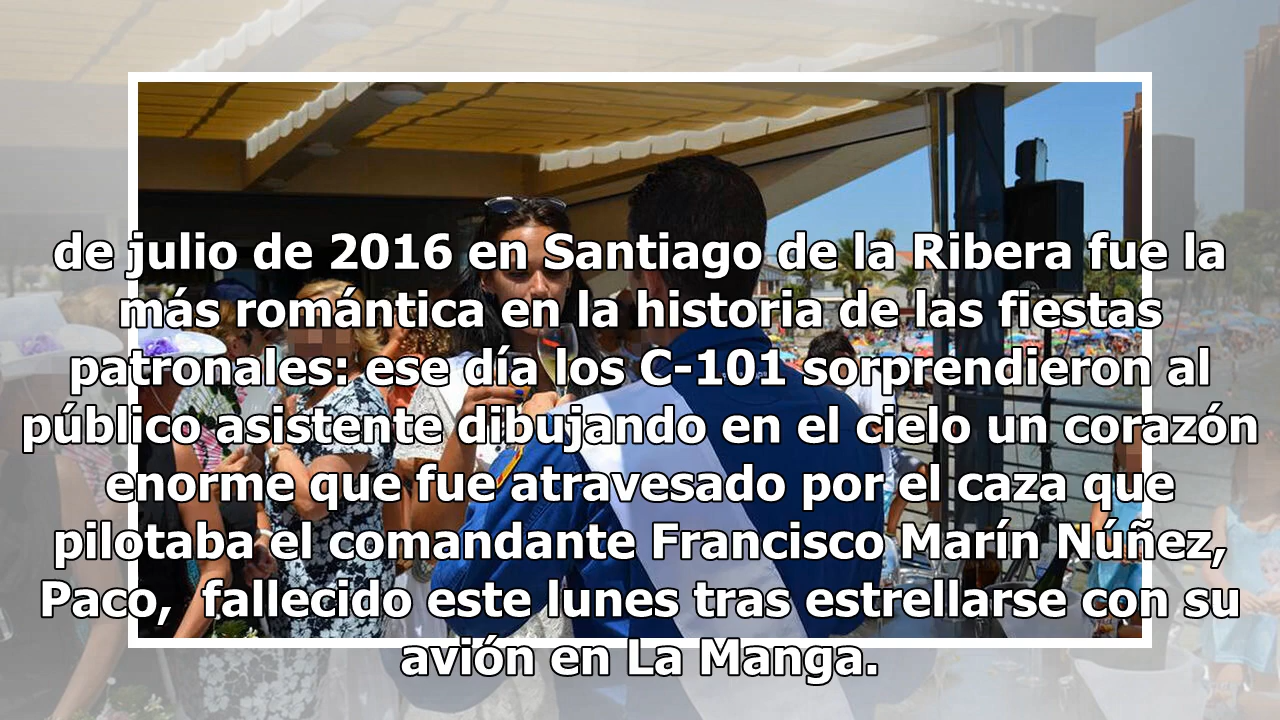 de julio de 2016 en Santiago de la Ribera fue la
más romántica en la historia de las fiestas
patronales: ese día los C-101 sorprendieron al
público asistente dibujando en el cielo un corazón
enorme que fue atravesado por el caza que
pilotaba el comandante Francisco Marín Núñez,
Paco,  fallecido este lunes tras estrellarse con su
avión en La Manga.